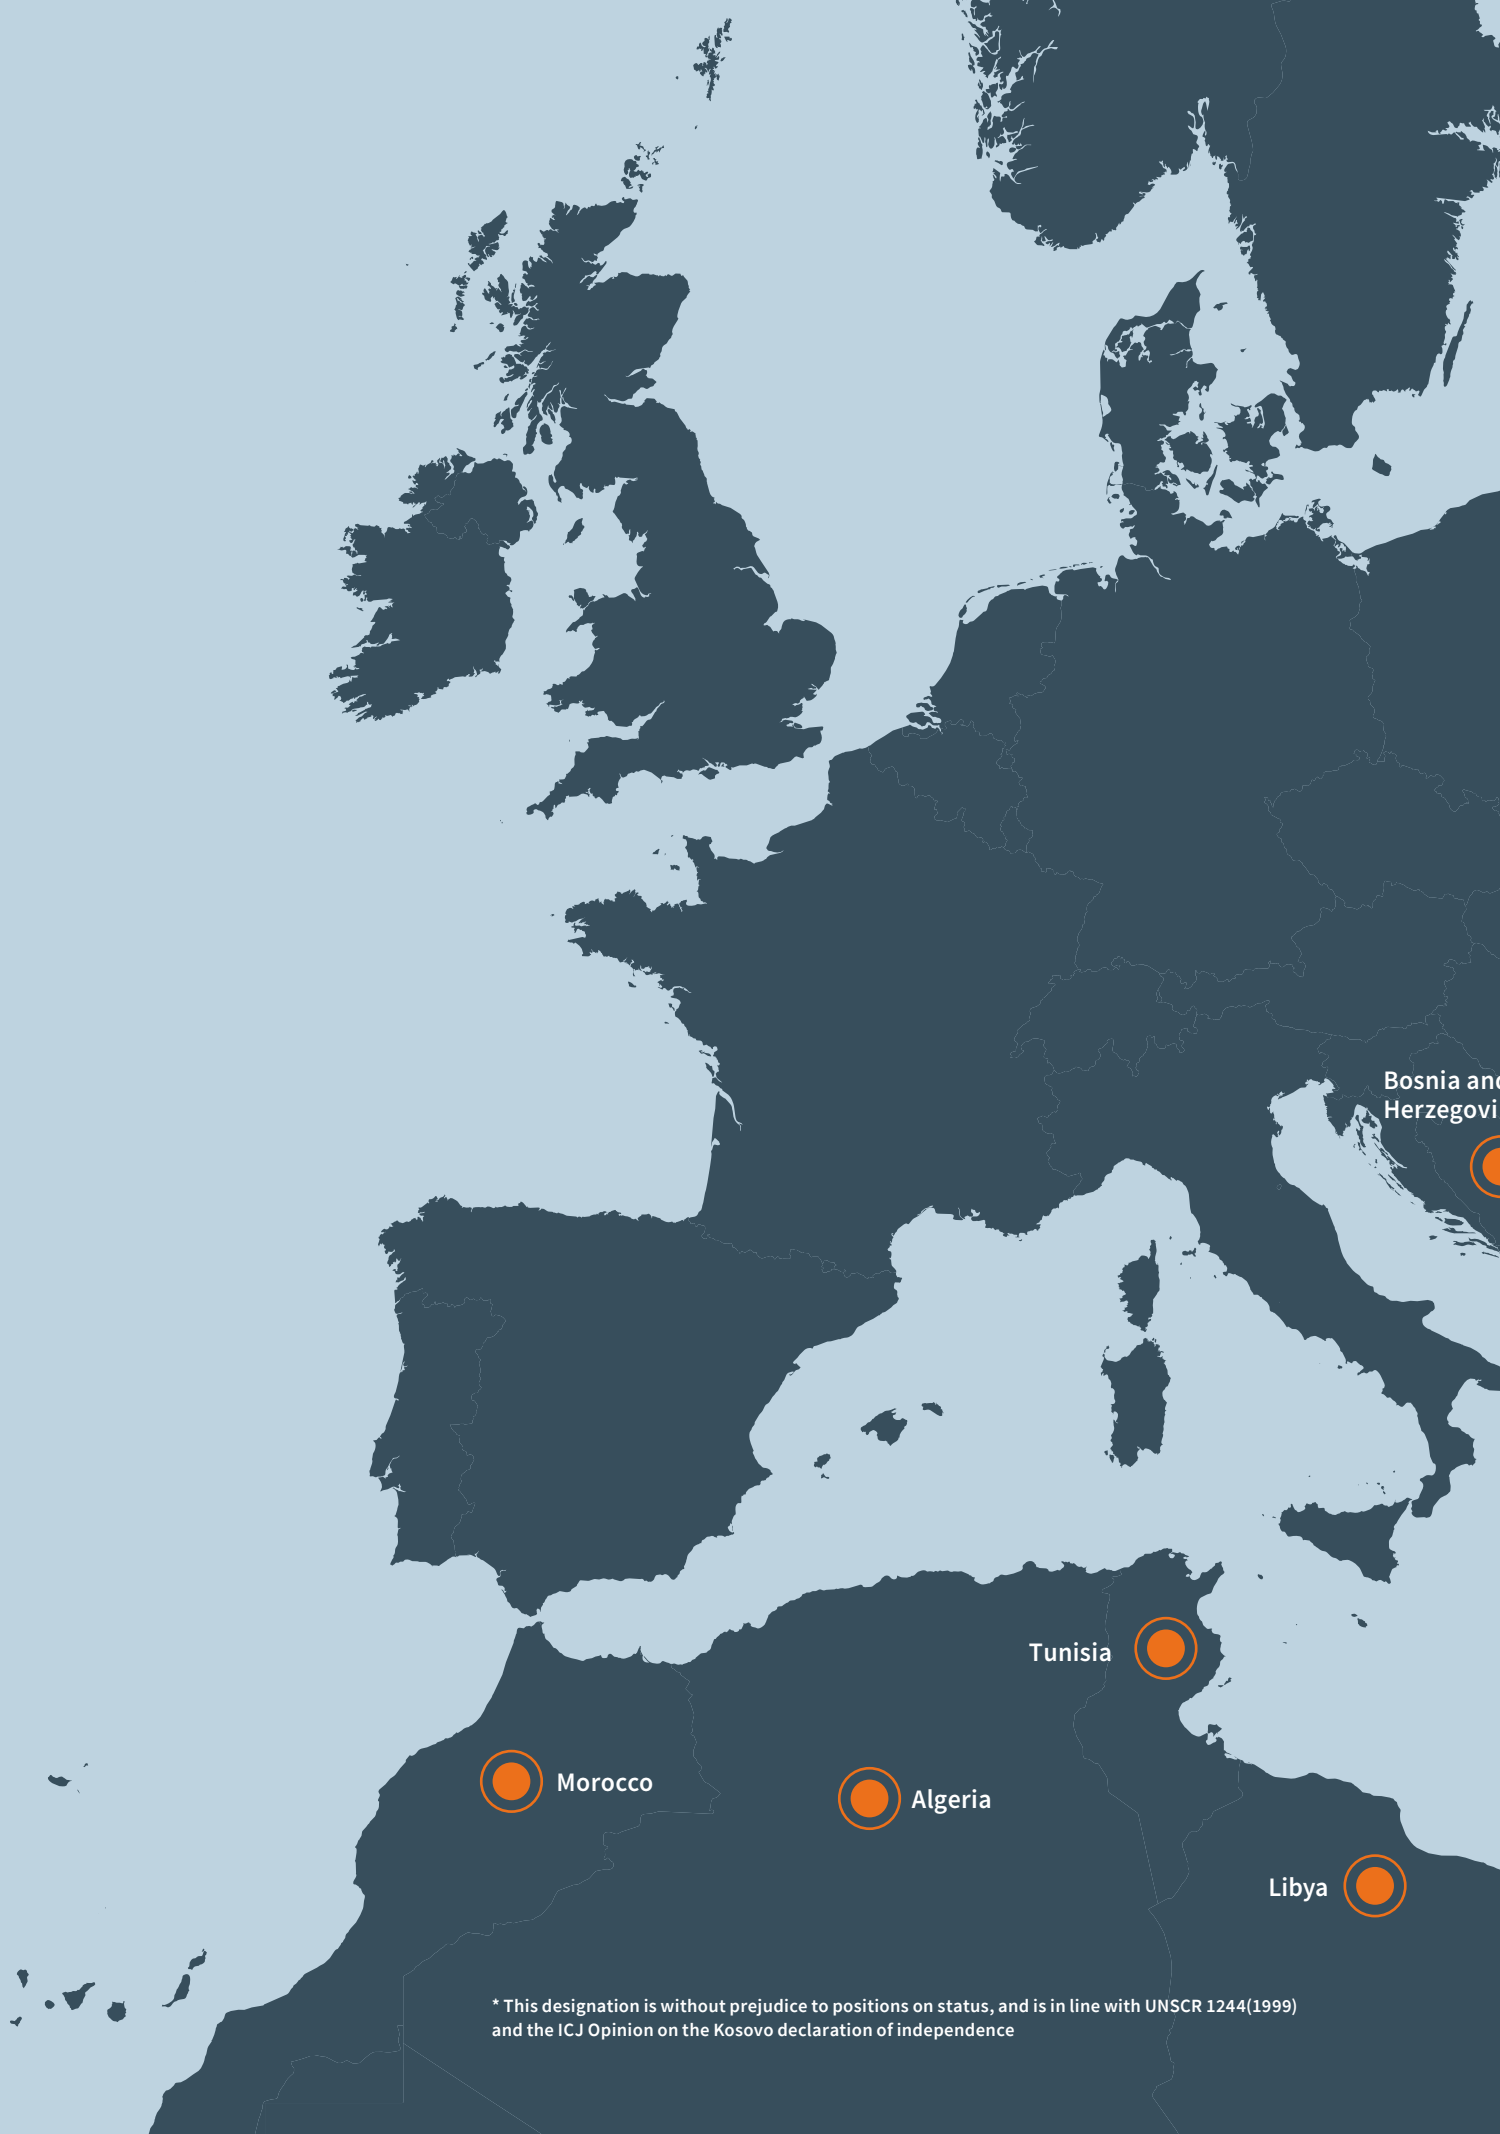 Bosnia and
Herzegovi
Tunisia
Morocco
Algeria
Libya
* This designation is without prejudice to positions on status, and is in line with UNSCR 1244(1999)
and the ICJ Opinion on the Kosovo declaration of independence